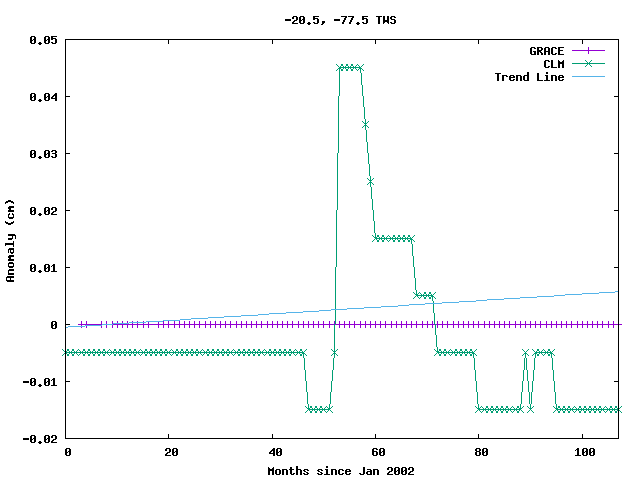 -20.5, -77.5 TWS
0.05
0.04
0.03
0.02
0.01
0
-0.01
-0.02
Anomaly (cm)
GRACE
CLM
Trend Line
0 20 40 60 80 100
Months since Jan 2002